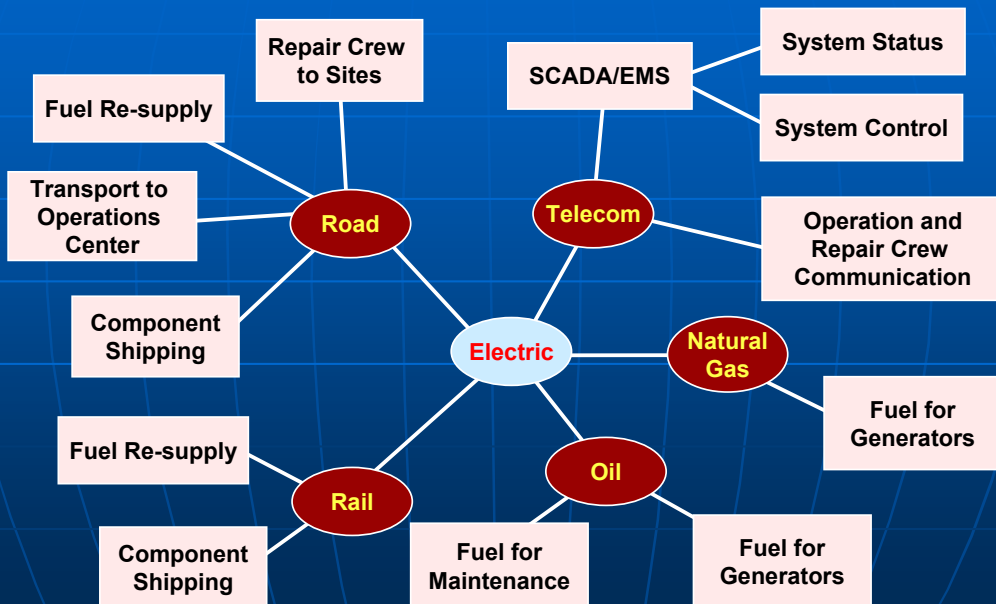 Repair Crew
to Sites
System Status
SCADA/EMS
Fuel Re-supply
System Control
Transport to
Operations
Center
Road
Telecom
Operation and
Repair Crew
Communication
Component
Shipping
Electric
Natural
Gas
Fuel for
Generators
Fuel Re-supply
Rail
Oil
Component
Shipping
Fuel for
Maintenance
Fuel for
Generators